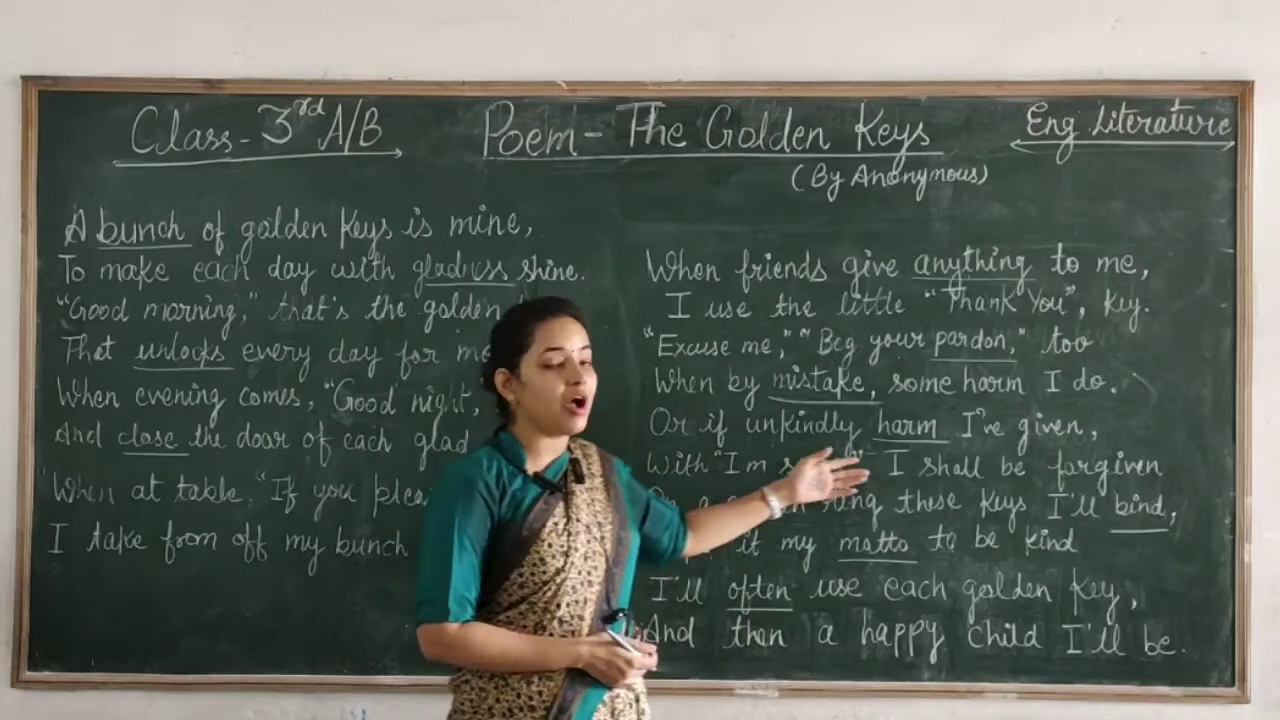 Class - 3rd A/B
Poem - The Golden Keys
Eng Literature
(By Anonymous)
A bunch of golden Keys is mine,
To make each day with gladness shine.
"Good morning," that's the golden
That unlocks every day for me
When evening comes, "Good night,
And close the door of each glad
When at table, "If you plea
I take from off my bunch
When friends give anything to me,
I use the little "Thank You", Key.
"Excuse me," "Beg your pardon," too
When by mistake, some harm I do.
Or if unkindly harm I've given,
With "I'm I shall be forgiven
these Keys I'll bind,
it my motto to be kind
I'll often use each golden Key,
And then a happy child I'll be.